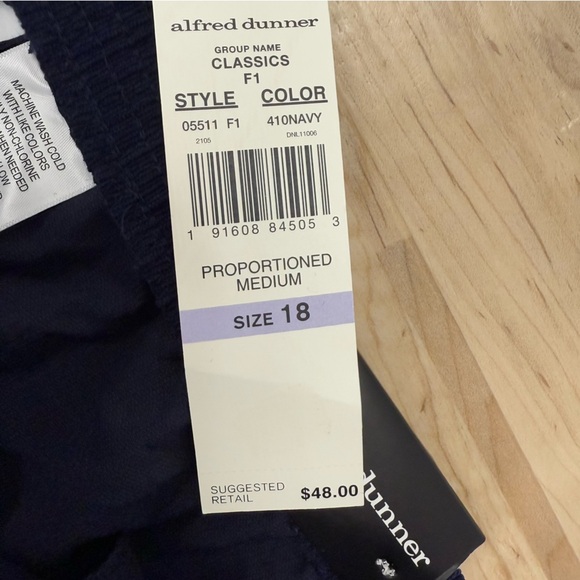 alfred dunner
GROUP NAME
CLASSICS
F1
STYLE COLOR
05511 F1 410NAVY
2105 DNL11006
1 91608 84505 3
PROPORTIONED
MEDIUM
SIZE 18
SUGGESTED
RETAIL $48.00
MACHINE WASH COLD
WITH LIKE COLORS
NON-CHLORINE
WHEN NEEDED
dunner